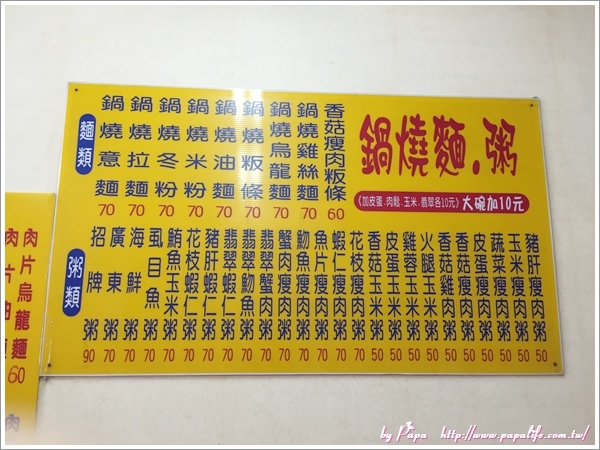 鍋燒麵.粥
《加皮蛋.肉鬆.玉米.翡翠各10元》大碗加10元
麵類
香菇瘦肉粄條 60
鍋燒雞絲麵 70
鍋燒烏龍麵 70
鍋燒粄條 70
鍋燒油麵 70
鍋燒米粉 70
鍋燒冬粉 70
鍋燒拉麵 70
鍋燒意麵 70
粥類
豬肝瘦肉粥 50
玉米瘦肉粥 50
蔬菜瘦肉粥 50
皮蛋瘦肉粥 50
香菇瘦肉粥 50
香菇雞肉粥 50
火腿玉米粥 50
雞蓉玉米粥 50
皮蛋玉米粥 50
香菇玉米粥 50
花枝瘦肉粥 70
蝦仁瘦肉粥 70
魚片瘦肉粥 70
魩魚瘦肉粥 70
蟹肉瘦肉粥 70
翡翠蟹肉粥 70
翡翠魩魚粥 70
翡翠蝦仁粥 70
豬肝蝦仁粥 70
花枝蝦仁粥 70
鮪魚玉米粥 70
虱目魚粥 70
海鮮粥 70
廣東粥 70
招牌粥 90
肉片烏龍麵 60
by Papa http://www.papalife.com.tw/